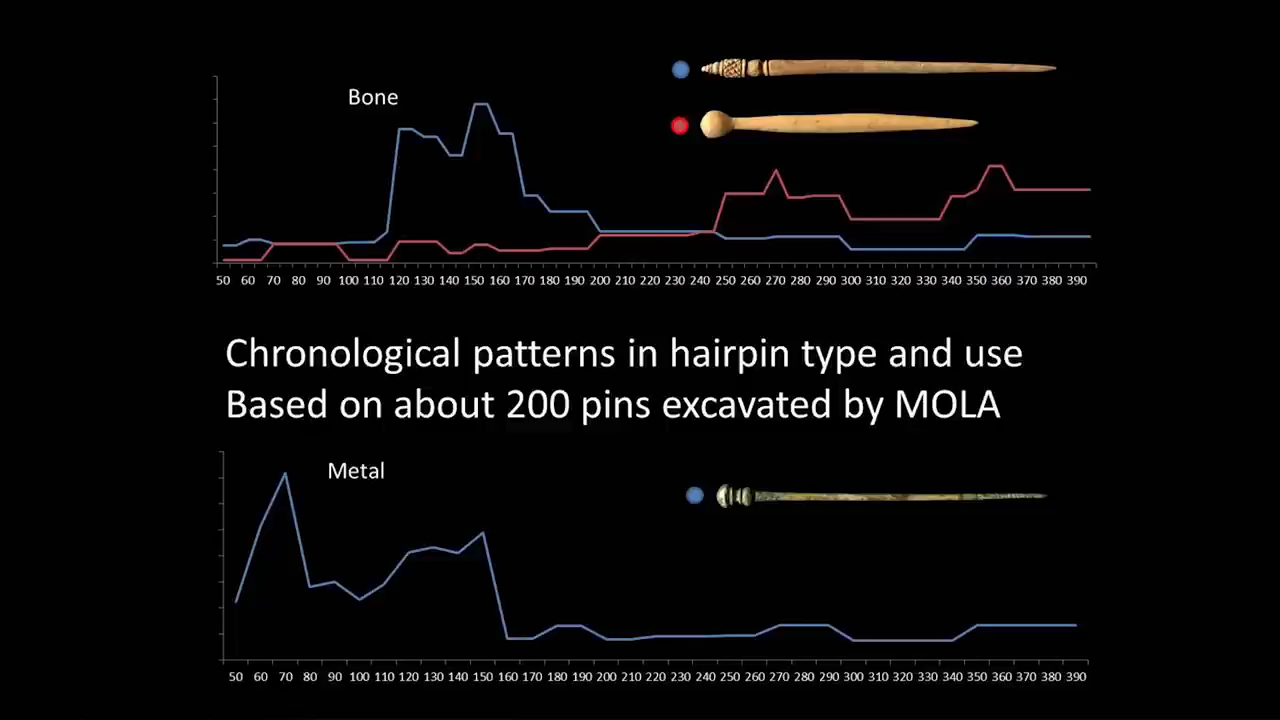 Bone
50 60 70 80 90 100 110 120 130 140 150 160 170 180 190 200 210 220 230 240 250 260 270 280 290 300 310 320 330 340 350 360 370 380 390
Chronological patterns in hairpin type and use
Based on about 200 pins excavated by MOLA
Metal
50 60 70 80 90 100 110 120 130 140 150 160 170 180 190 200 210 220 230 240 250 260 270 280 290 300 310 320 330 340 350 360 370 380 390